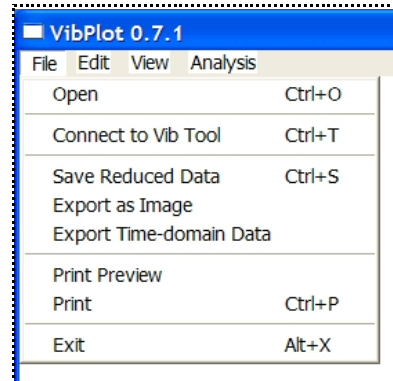 VibPlot 0.7.1
File Edit View Analysis
Open Ctrl+O
Connect to Vib Tool Ctrl+T
Save Reduced Data Ctrl+S
Export as Image
Export Time-domain Data
Print Preview
Print Ctrl+P
Exit Alt+X